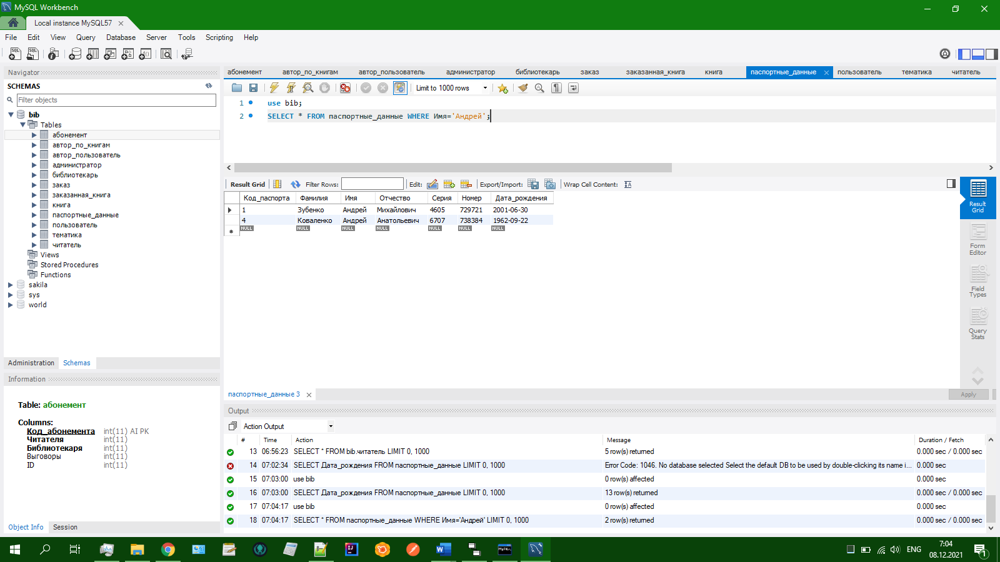 MySQL Workbench
Local instance MySQL57
File Edit View Query Database Server Tools Scripting Help
Navigator
SCHEMAS
Filter objects
bib
Tables
абонемент
автор_по_книгам
автор_пользователь
администратор
библиотекарь
заказ
заказанная_книга
книга
паспортные_данные
пользователь
тематика
читатель
Views
Stored Procedures
Functions
sakila
sys
world
Administration Schemas
Information
Table: абонемент
Columns:
Код_абонемента int(11) AI PK
Читателя int(11)
Библиотекаря int(11)
Выговоры int(11)
ID int(11)
Object Info Session
абонемент автор_по_книгам автор_пользователь администратор библиотекарь заказ заказанная_книга книга паспортные_данные пользователь тематика читатель
Limit to 1000 rows
1 use bib;
2 SELECT * FROM паспортные_данные WHERE Имя='Андрей';
Result Grid Filter Rows: Edit: Export/Import: Wrap Cell Content:
Код_паспорта Фамилия Имя Отчество Серия Номер Дата_рождения
1 Зубенко Андрей Михайлович 4605 729721 2001-06-30
4 Коваленко Андрей Анатольевич 6707 738384 1962-09-22
NULL NULL NULL NULL NULL NULL NULL
Result Grid
Form Editor
Field Types
Query Stats
паспортные_данные 3
Apply
Output
Action Output
# Time Action Message Duration / Fetch
13 06:56:23 SELECT * FROM bib.читатель LIMIT 0, 1000 5 row(s) returned 0.000 sec / 0.000 sec
14 07:02:34 SELECT Дата_рождения FROM паспортные_данные LIMIT 0, 1000 Error Code: 1046. No database selected Select the default DB to be used by double-clicking its name i... 0.000 sec
15 07:03:00 use bib 0 row(s) affected 0.000 sec
16 07:03:00 SELECT Дата_рождения FROM паспортные_данные LIMIT 0, 1000 13 row(s) returned 0.000 sec / 0.000 sec
17 07:04:17 use bib 0 row(s) affected 0.000 sec
18 07:04:17 SELECT * FROM паспортные_данные WHERE Имя='Андрей' LIMIT 0, 1000 2 row(s) returned 0.000 sec / 0.000 sec
ENG
7:04
08.12.2021
1